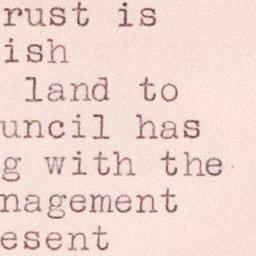 rust is
ish
land to
uncil has
g with the
nagement
esent